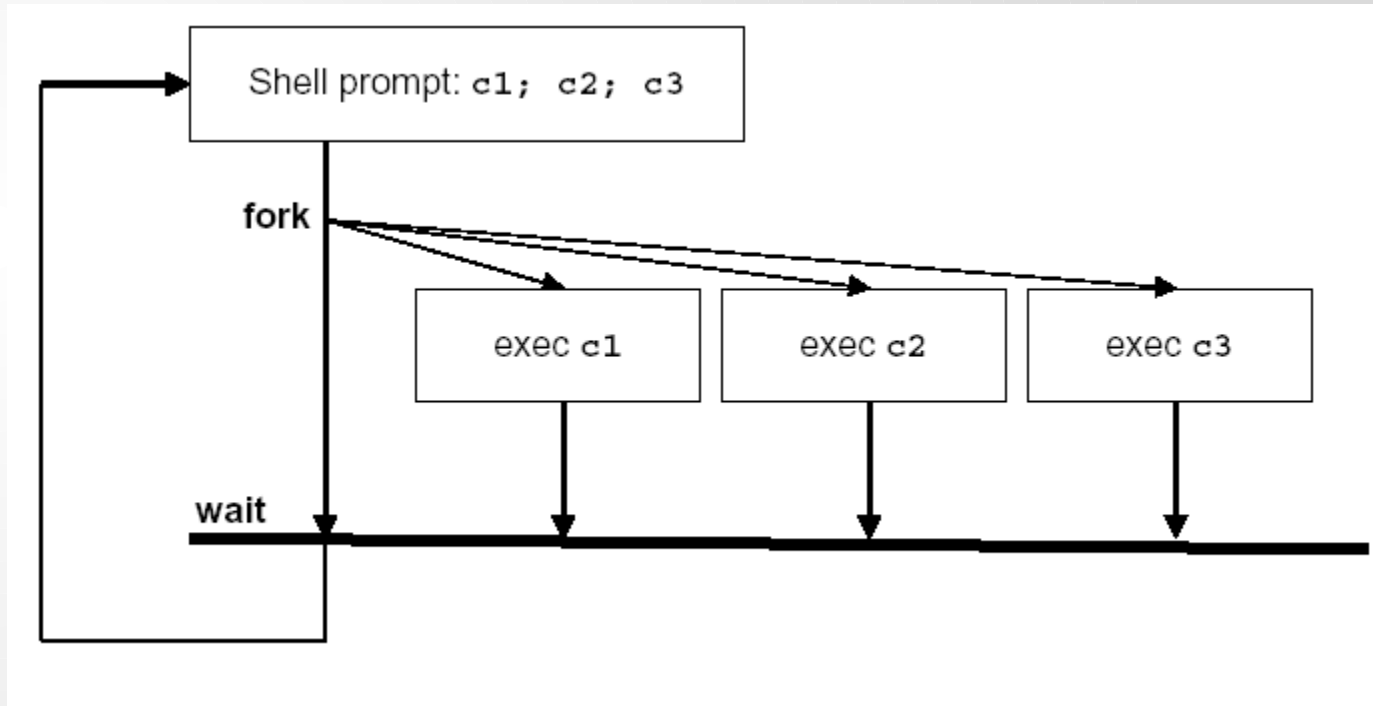 Shell prompt: c1; c2; c3
fork
exec c1
exec c2
exec c3
wait